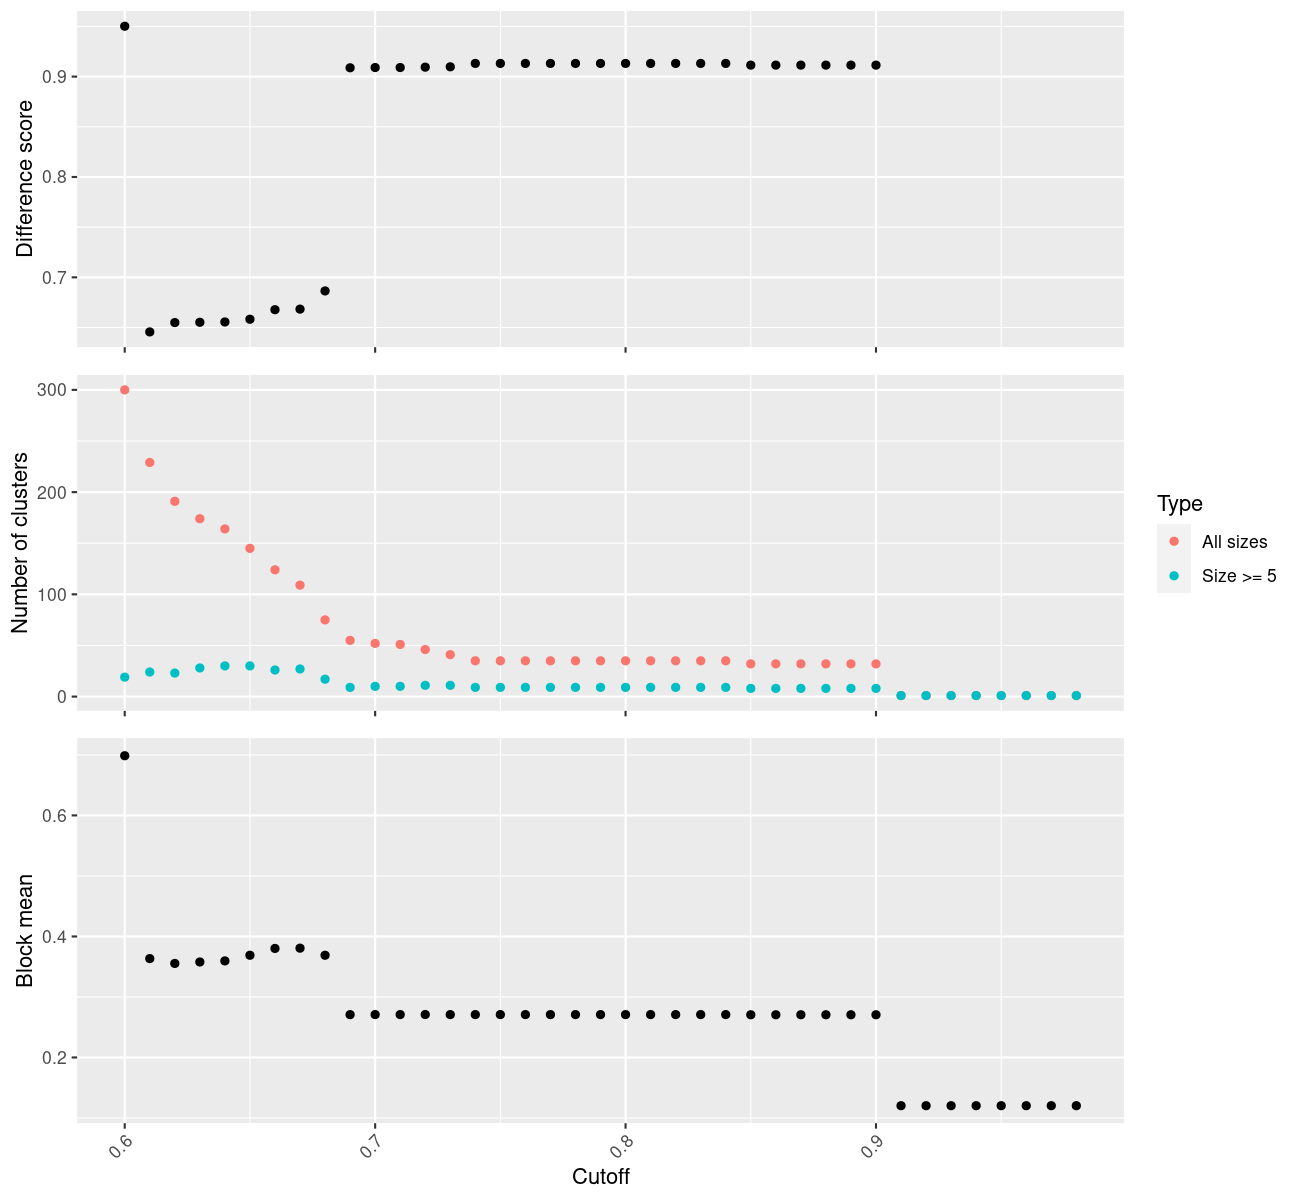 Difference score
0.9
0.8
0.7
Number of clusters
300
200
100
0
Type
All sizes
Size >= 5
Block mean
0.6
0.4
0.2
0.6
0.7
0.8
0.9
Cutoff